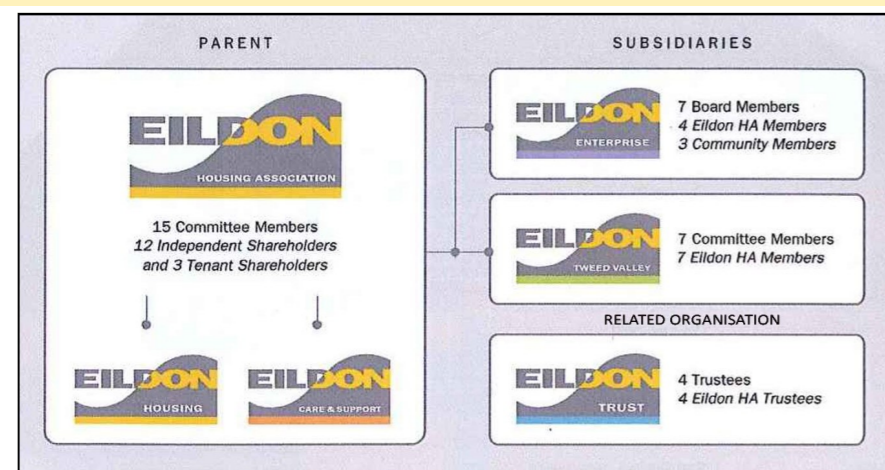 PARENT
EILDON
HOUSING ASSOCIATION
15 Committee Members
12 Independent Shareholders
and 3 Tenant Shareholders
EILDON
HOUSING
EILDON
CARE & SUPPORT
SUBSIDIARIES
EILDON
ENTERPRISE
7 Board Members
4 Eildon HA Members
3 Community Members
EILDON
TWEED VALLEY
7 Committee Members
7 Eildon HA Members
RELATED ORGANISATION
EILDON
TRUST
4 Trustees
4 Eildon HA Trustees